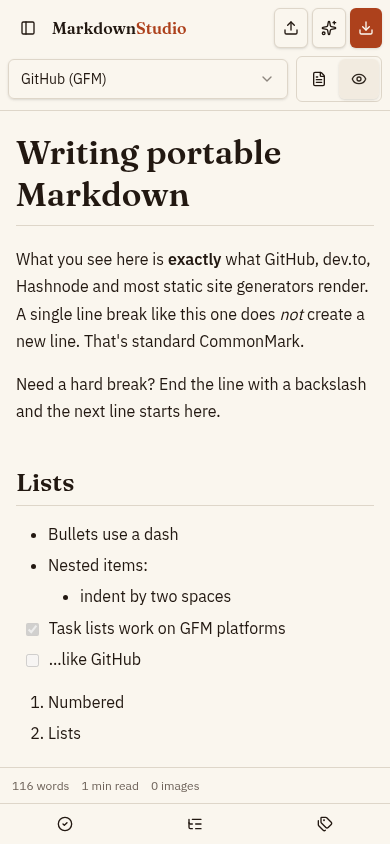 MarkdownStudio
GitHub (GFM)
Writing portable
Markdown
What you see here is exactly what GitHub, dev.to,
Hashnode and most static site generators render.
A single line break like this one does not create a
new line. That's standard CommonMark.
Need a hard break? End the line with a backslash
and the next line starts here.
Lists
• Bullets use a dash
• Nested items:
• indent by two spaces
Task lists work on GFM platforms
...like GitHub
1. Numbered
2. Lists
116 words 1 min read 0 images